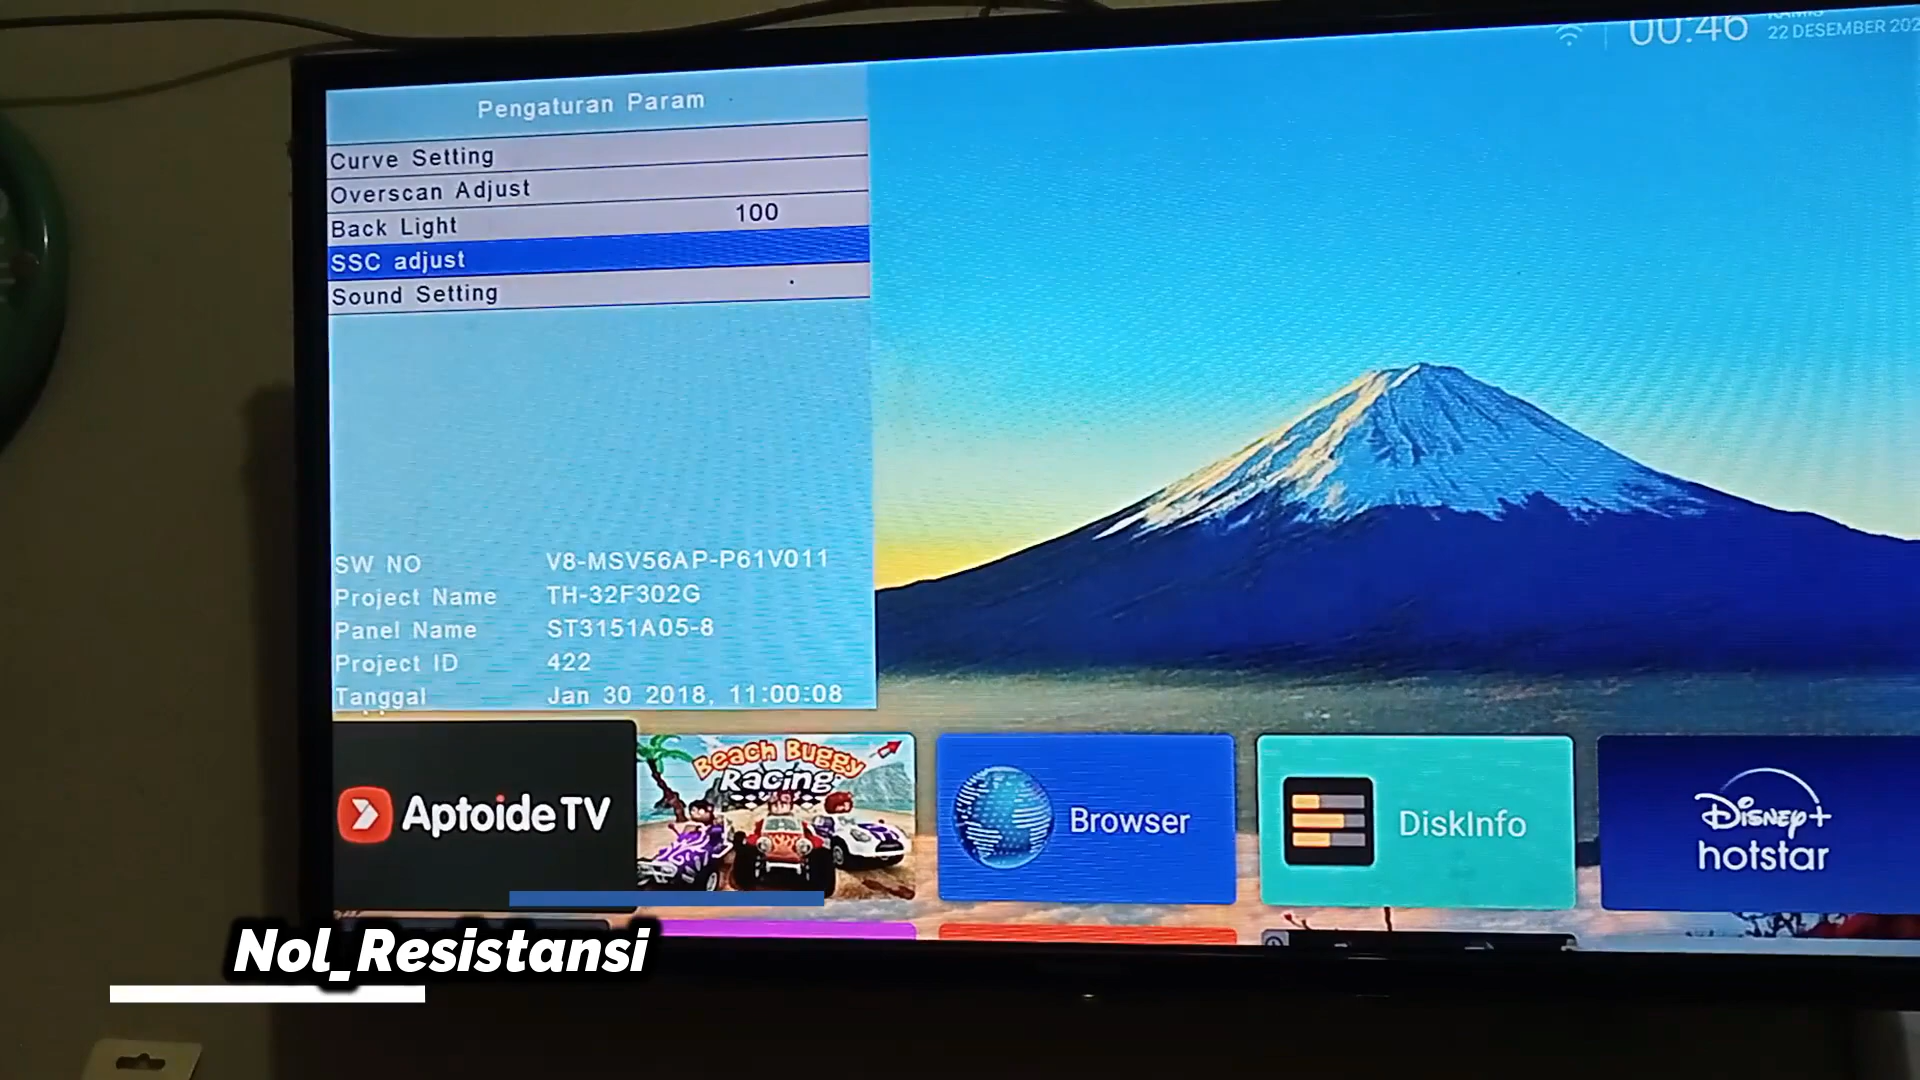 00:46
22 DESEMBER 202
Pengaturan Param
Curve Setting
Overscan Adjust
Back Light 100
SSC adjust
Sound Setting
SW NO V8-MSV56AP-P61V011
Project Name TH-32F302G
Panel Name ST3151A05-8
Project ID 422
Tanggal Jan 30 2018, 11:00:08
Aptoide TV
Beach Buggy
Racing
Browser
DiskInfo
Disney+
hotstar
Nol_Resistansi